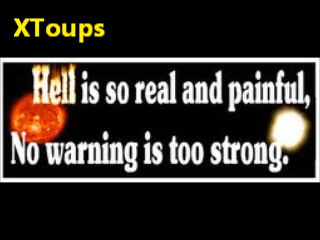 XToups
Hell is so real and painful,
No warning is too strong.